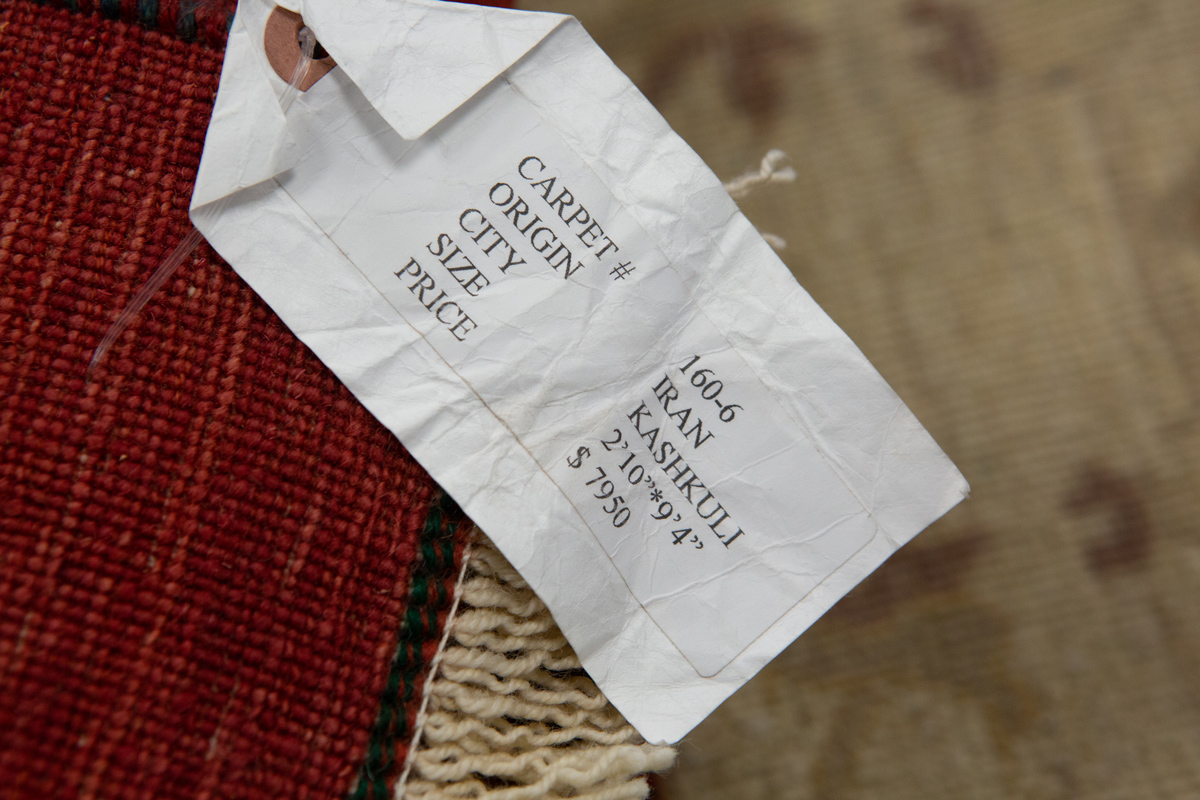 CARPET # 160-6
ORIGIN IRAN
CITY KASHKULI
SIZE 2’10”*9’4”
PRICE $ 7950